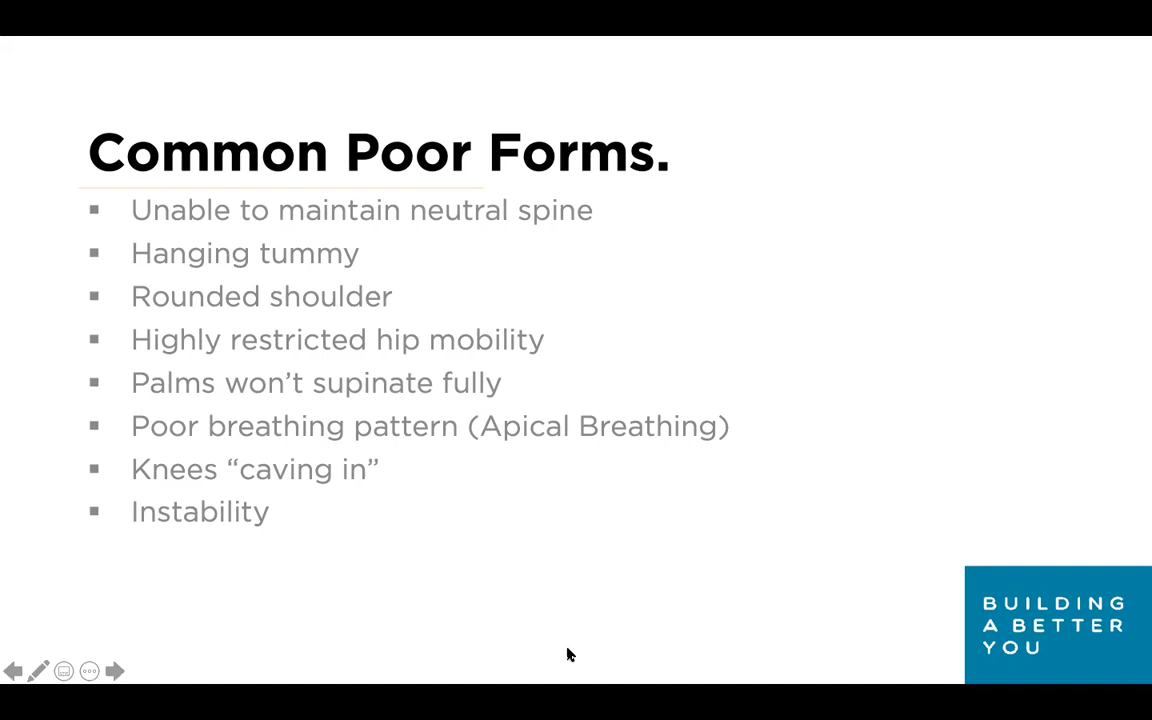 Common Poor Forms.
▪ Unable to maintain neutral spine
▪ Hanging tummy
▪ Rounded shoulder
▪ Highly restricted hip mobility
▪ Palms won’t supinate fully
▪ Poor breathing pattern (Apical Breathing)
▪ Knees “caving in”
▪ Instability
BUILDING
A BETTER
YOU